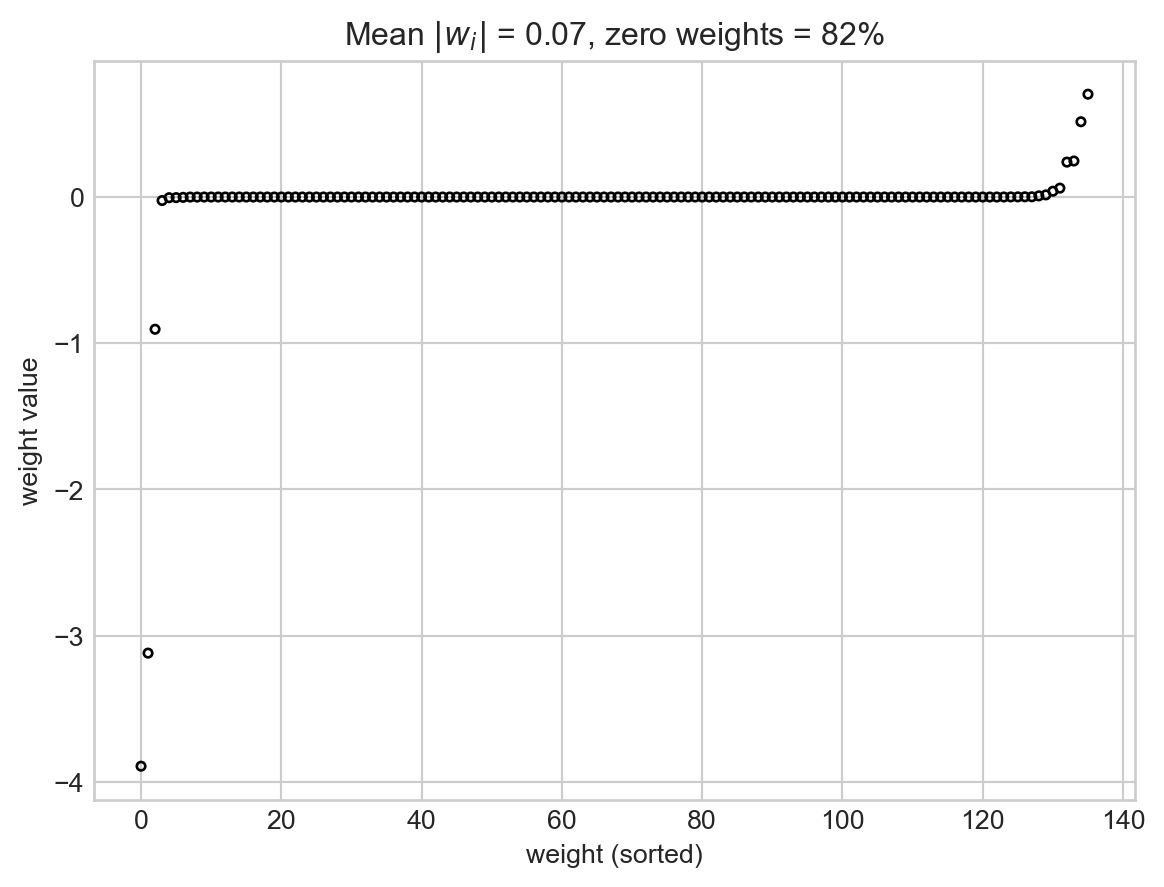 Mean |wᵢ| = 0.07, zero weights = 82%
weight value
0
−1
−2
−3
−4
0 20 40 60 80 100 120 140
weight (sorted)